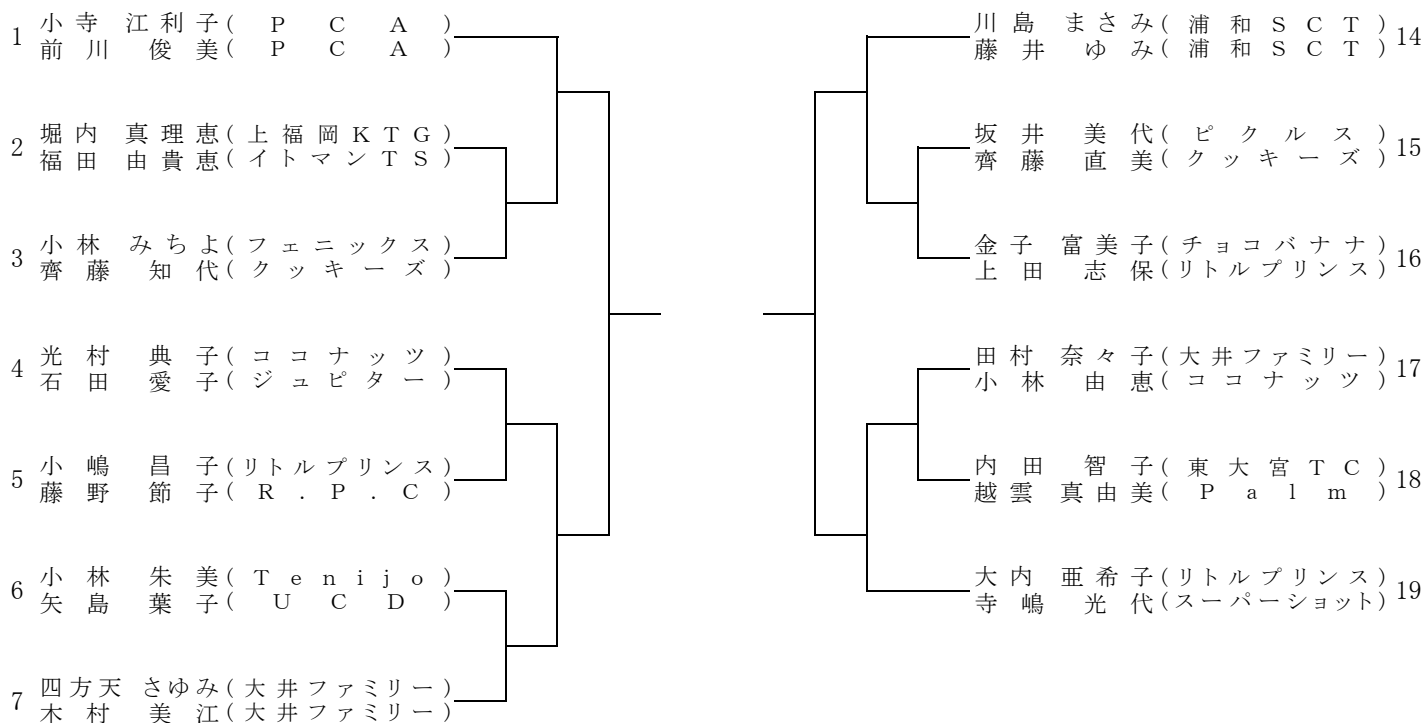 1 小寺 江利子(P C A)
前川 俊美(P C A)
2 堀内 真理恵(上福岡KTG)
福田 由貴恵(イトマンTS)
3 小林 みちよ(フェニックス)
齊藤 知代(クッキーズ)
4 光村 典子(ココナッツ)
石田 愛子(ジュピター)
5 小嶋 昌子(リトルプリンス)
藤野 節子(R.P.C)
6 小林 朱美(Tenijo)
矢島 葉子(UCD)
7 四方天 さゆみ(大井ファミリー)
木村 美江(大井ファミリー)
川島 まさみ(浦和SCT) 14
藤井 ゆみ(浦和SCT)
坂井 美代(ピクルス) 15
齊藤 直美(クッキーズ)
金子 富美子(チョコバナナ) 16
上田 志保(リトルプリンス)
田村 奈々子(大井ファミリー) 17
小林 由恵(ココナッツ)
内田 智子(東大宮TC) 18
越雲 真由美(Palm)
大内 亜希子(リトルプリンス) 19
寺嶋 光代(スーパーショット)